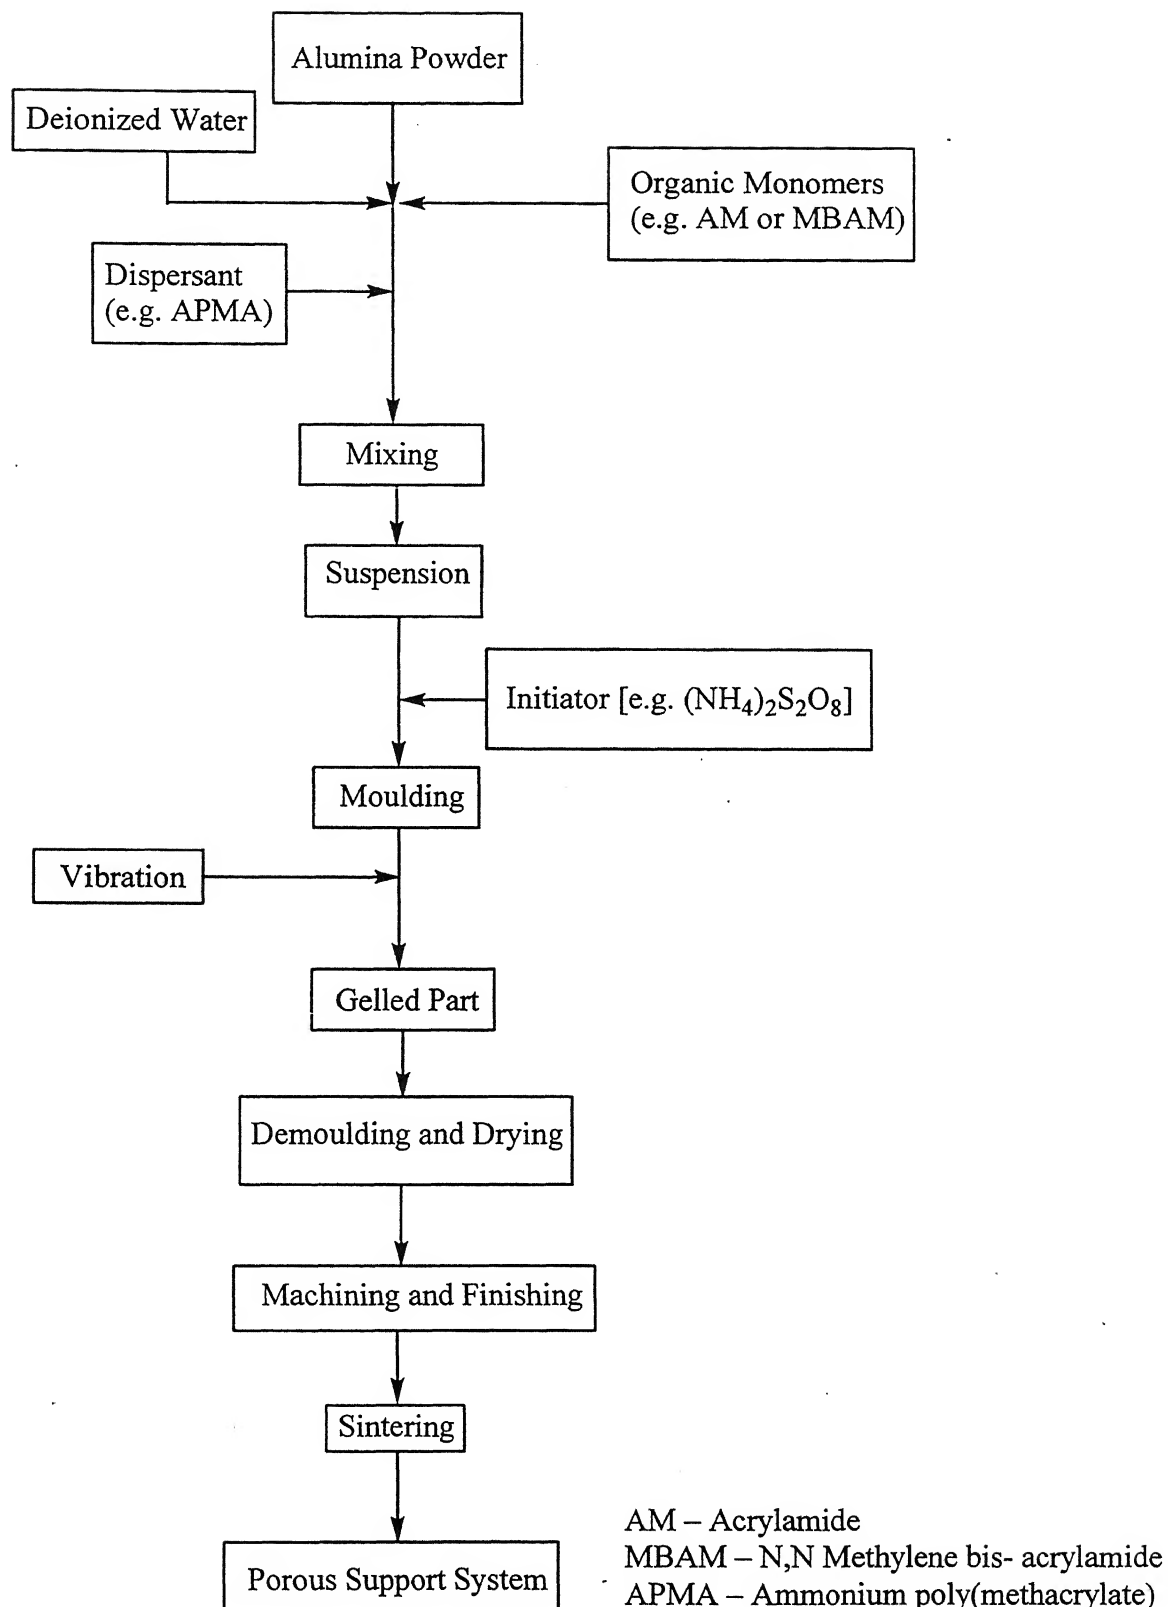 Alumina Powder
Deionized Water
Organic Monomers
(e.g. AM or MBAM)
Dispersant
(e.g. APMA)
Mixing
Suspension
Initiator [e.g. (NH₄)₂S₂O₈]
Moulding
Vibration
Gelled Part
Demoulding and Drying
Machining and Finishing
Sintering
Porous Support System
AM – Acrylamide
MBAM – N,N Methylene bis- acrylamide
APMA – Ammonium poly(methacrylate)